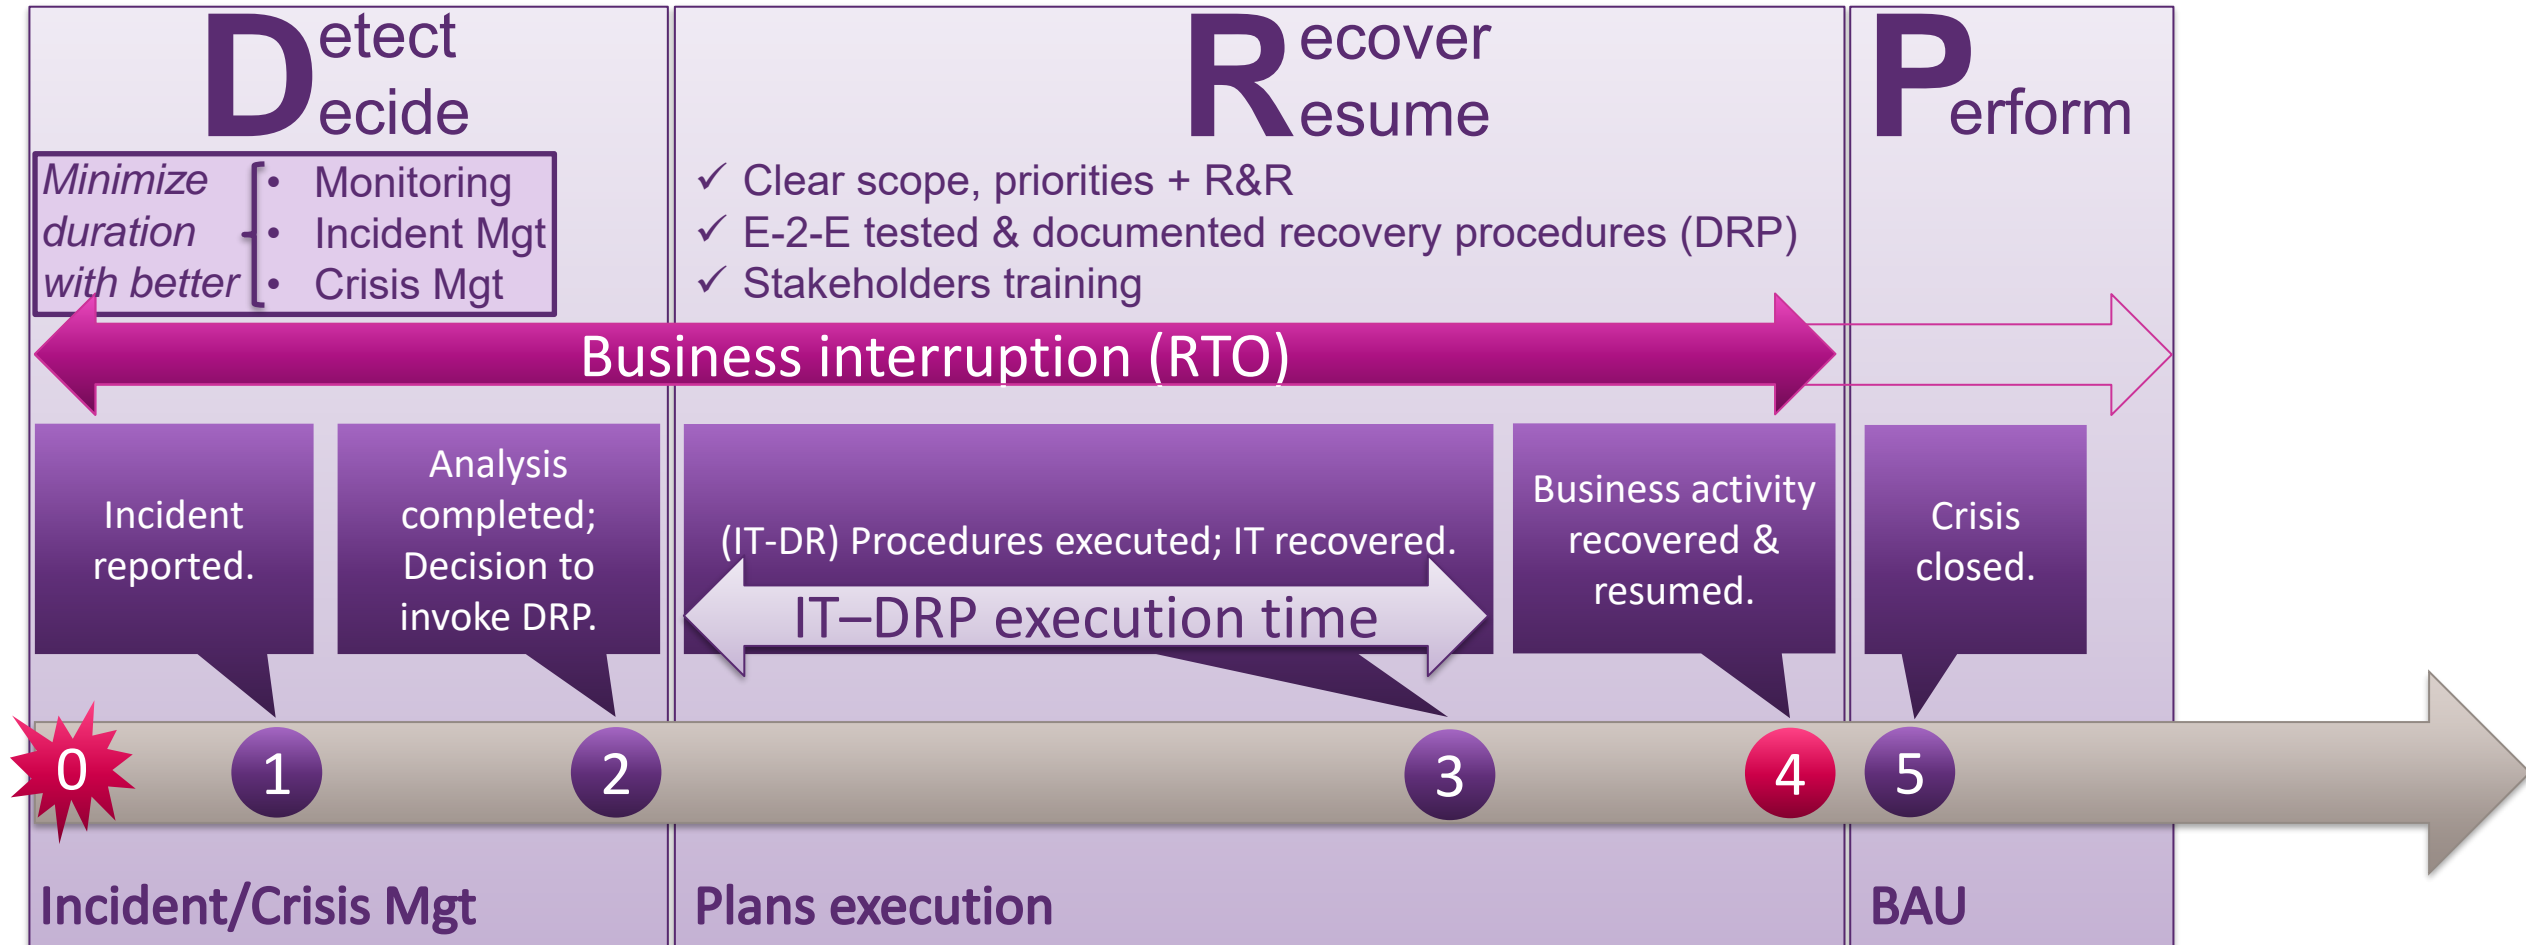 Detect
Decide
Recover
Resume
Perform
Minimize
duration
with better
• Monitoring
• Incident Mgt
• Crisis Mgt
✓ Clear scope, priorities + R&R
✓ E-2-E tested & documented recovery procedures (DRP)
✓ Stakeholders training
Business interruption (RTO)
Incident
reported.
Analysis
completed;
Decision to
invoke DRP.
(IT-DR) Procedures executed; IT recovered.
IT–DRP execution time
Business activity
recovered &
resumed.
Crisis
closed.
0
1
2
3
4
5
Incident/Crisis Mgt
Plans execution
BAU